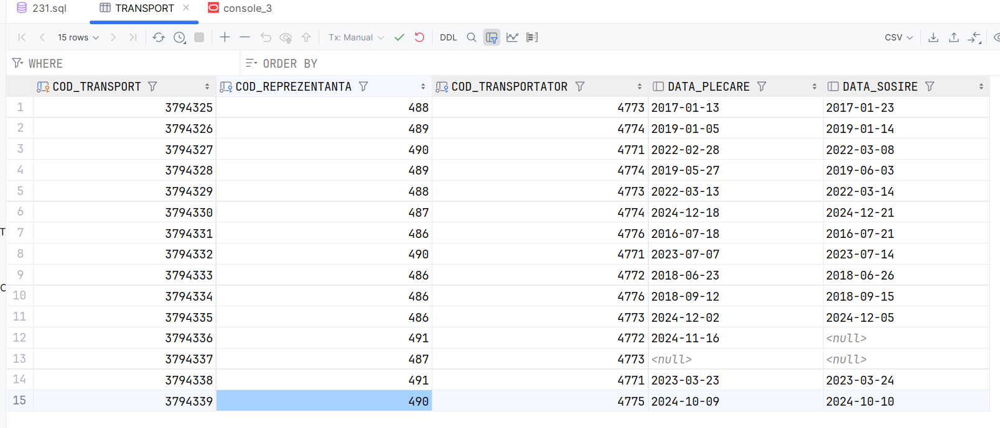 231.sql TRANSPORT console_3
15 rows Tx: Manual DDL CSV
WHERE ORDER BY
COD_TRANSPORT COD_REPREZENTANTA COD_TRANSPORTATOR DATA_PLECARE DATA_SOSIRE
1 3794325 488 4773 2017-01-13 2017-01-23
2 3794326 489 4774 2019-01-05 2019-01-14
3 3794327 490 4771 2022-02-28 2022-03-08
4 3794328 489 4774 2019-05-27 2019-06-03
5 3794329 488 4773 2022-03-13 2022-03-14
6 3794330 487 4774 2024-12-18 2024-12-21
7 3794331 486 4776 2016-07-18 2016-07-21
8 3794332 490 4771 2023-07-07 2023-07-14
9 3794333 486 4772 2018-06-23 2018-06-26
10 3794334 486 4776 2018-09-12 2018-09-15
11 3794335 486 4773 2024-12-02 2024-12-05
12 3794336 491 4772 2024-11-16 <null>
13 3794337 487 4773 <null> <null>
14 3794338 491 4771 2023-03-23 2023-03-24
15 3794339 490 4775 2024-10-09 2024-10-10